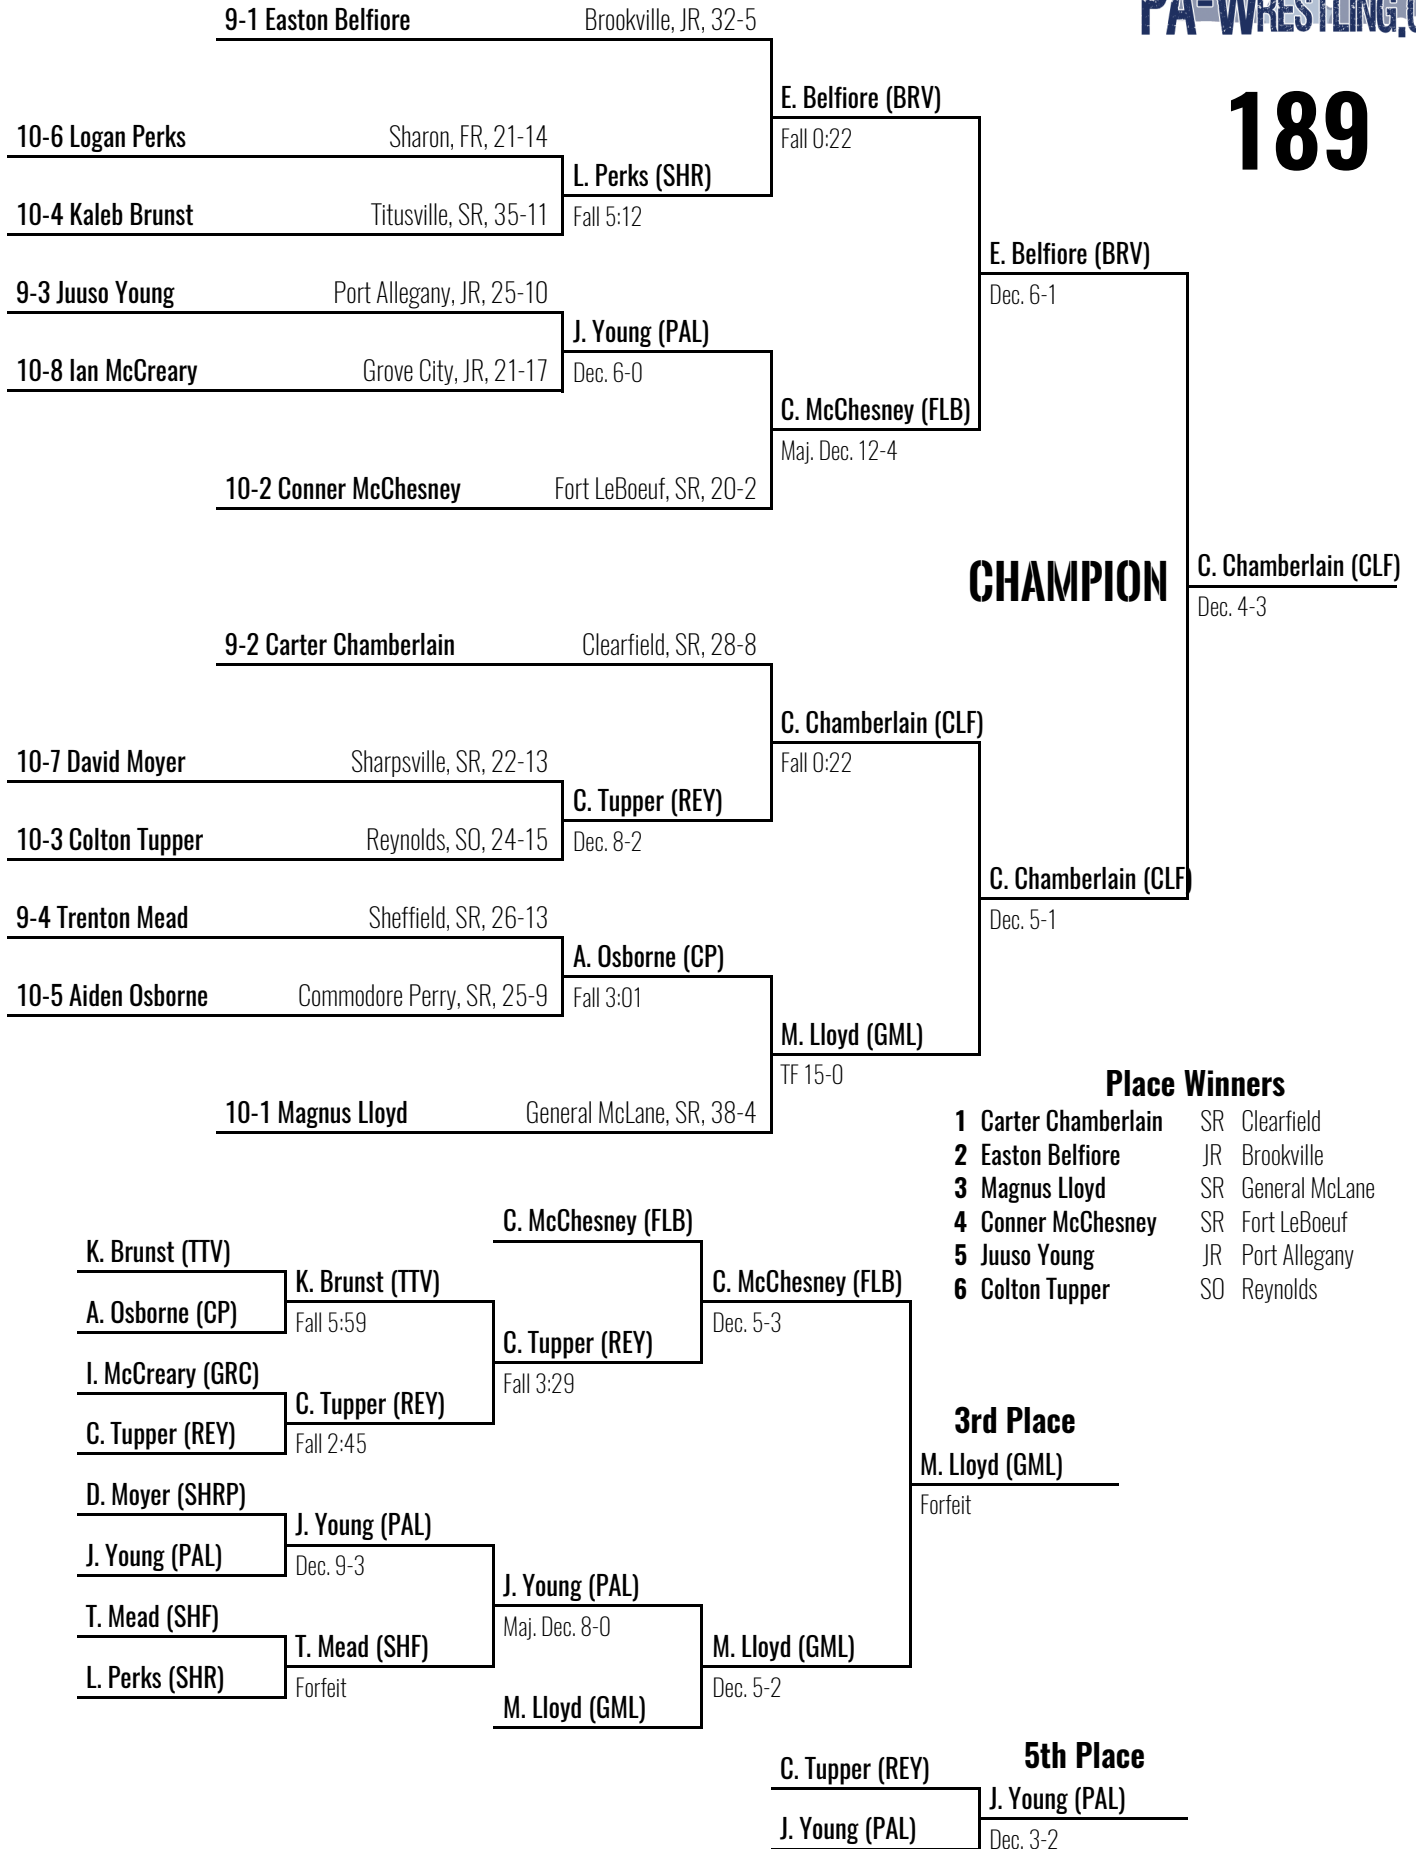 9-1 Easton Belfiore Brookville, JR, 32-5
E. Belfiore (BRV)
189
10-6 Logan Perks Sharon, FR, 21-14
Fall 0:22
L. Perks (SHR)
10-4 Kaleb Brunst Titusville, SR, 35-11
Fall 5:12
E. Belfiore (BRV)
9-3 Juuso Young Port Allegany, JR, 25-10
Dec. 6-1
J. Young (PAL)
10-8 Ian McCreary Grove City, JR, 21-17
Dec. 6-0
C. McChesney (FLB)
Maj. Dec. 12-4
10-2 Conner McChesney Fort LeBoeuf, SR, 20-2
CHAMPION
C. Chamberlain (CLF)
Dec. 4-3
9-2 Carter Chamberlain Clearfield, SR, 28-8
C. Chamberlain (CLF)
10-7 David Moyer Sharpsville, SR, 22-13
Fall 0:22
C. Tupper (REY)
10-3 Colton Tupper Reynolds, SO, 24-15
Dec. 8-2
C. Chamberlain (CLF)
9-4 Trenton Mead Sheffield, SR, 26-13
Dec. 5-1
A. Osborne (CP)
10-5 Aiden Osborne Commodore Perry, SR, 25-9
Fall 3:01
M. Lloyd (GML)
TF 15-0
10-1 Magnus Lloyd General McLane, SR, 38-4
Place Winners
1 Carter Chamberlain SR Clearfield
2 Easton Belfiore JR Brookville
3 Magnus Lloyd SR General McLane
4 Conner McChesney SR Fort LeBoeuf
5 Juuso Young JR Port Allegany
6 Colton Tupper SO Reynolds
C. McChesney (FLB)
K. Brunst (TTV)
K. Brunst (TTV)
C. McChesney (FLB)
A. Osborne (CP)
Fall 5:59
Dec. 5-3
C. Tupper (REY)
I. McCreary (GRC)
Fall 3:29
C. Tupper (REY)
C. Tupper (REY)
Fall 2:45
3rd Place
M. Lloyd (GML)
D. Moyer (SHRP)
Forfeit
J. Young (PAL)
J. Young (PAL)
Dec. 9-3
J. Young (PAL)
T. Mead (SHF)
Maj. Dec. 8-0
T. Mead (SHF)
M. Lloyd (GML)
L. Perks (SHR)
Forfeit
Dec. 5-2
M. Lloyd (GML)
5th Place
C. Tupper (REY)
J. Young (PAL)
J. Young (PAL)
Dec. 3-2